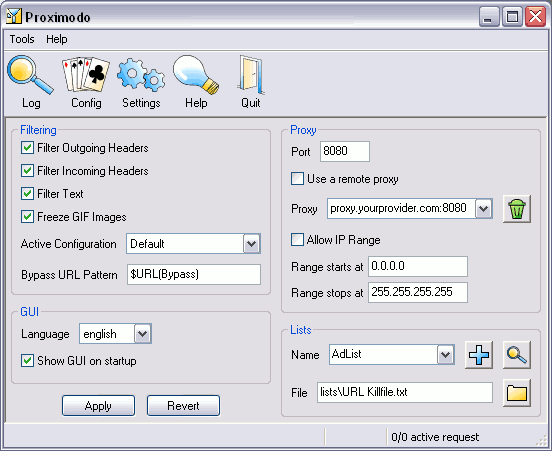 Proximodo
Tools Help
Log Config Settings Help Quit
Filtering
Filter Outgoing Headers
Filter Incoming Headers
Filter Text
Freeze GIF Images
Active Configuration Default
Bypass URL Pattern $URL(Bypass)
GUI
Language english
Show GUI on startup
Apply Revert
Proxy
Port 8080
Use a remote proxy
Proxy proxy.yourprovider.com:8080
Allow IP Range
Range starts at 0.0.0.0
Range stops at 255.255.255.255
Lists
Name AdList
File lists\URL Killfile.txt
0/0 active request